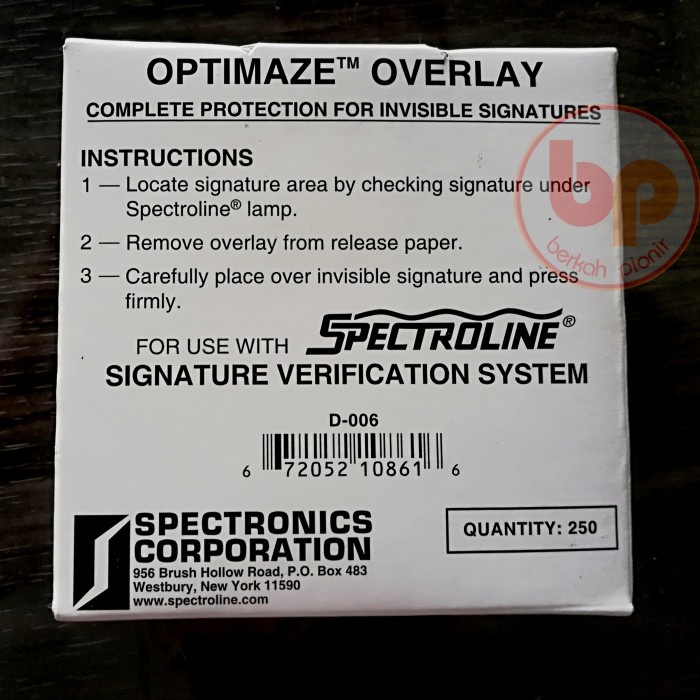 OPTIMAZE™ OVERLAY
COMPLETE PROTECTION FOR INVISIBLE SIGNATURES
INSTRUCTIONS
1 — Locate signature area by checking signature under
Spectroline® lamp.
2 — Remove overlay from release paper.
3 — Carefully place over invisible signature and press
firmly.
FOR USE WITH SPECTROLINE®
SIGNATURE VERIFICATION SYSTEM
D-006
6 72052 10861 6
SPECTRONICS
CORPORATION
956 Brush Hollow Road, P.O. Box 483
Westbury, New York 11590
www.spectroline.com
QUANTITY: 250
bp
berkah pionir